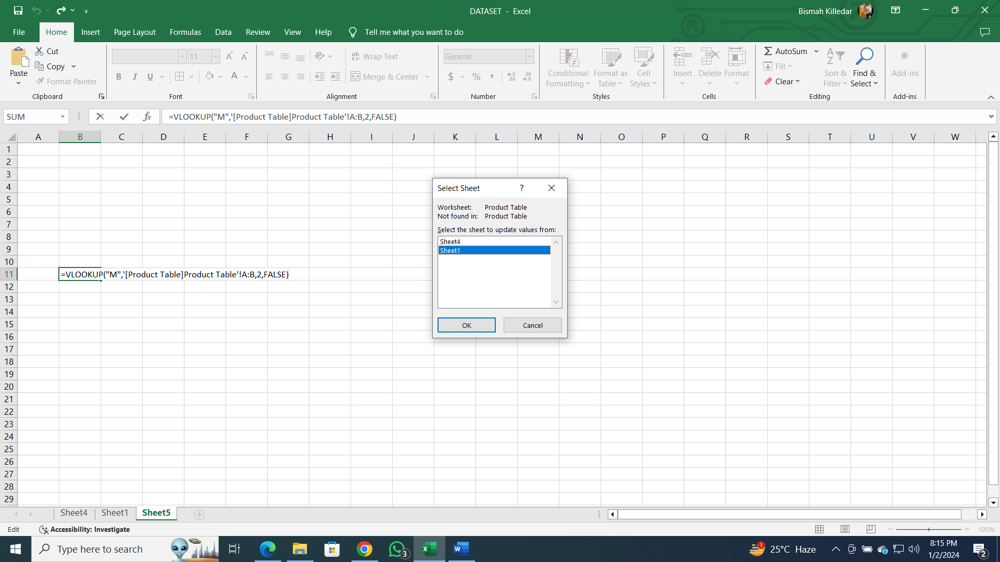 DATASET - Excel
Bismah Killedar
File Home Insert Page Layout Formulas Data Review View Help Tell me what you want to do
Paste
Cut
Copy
Format Painter
Clipboard
11
B I U
A
Font
Wrap Text
Merge & Center
Alignment
General
$ % ,
Number
Conditional Formatting
Format as Table
Cell Styles
Styles
Insert Delete Format
Cells
AutoSum
Fill
Clear
Sort & Filter
Find & Select
Editing
Add-ins
Add-ins
SUM
fx
=VLOOKUP("M",'[Product Table]Product Table'!A:B,2,FALSE)
A B C D E F G H I J K L M N O P Q R S T U V W
1
2
3
4
5
6
7
8
9
10
11
=VLOOKUP("M",'[Product Table]Product Table'!A:B,2,FALSE)
12
13
14
15
16
17
18
19
20
21
22
23
24
25
26
27
28
29
Select Sheet ?
Worksheet: Product Table
Not found in: Product Table
Select the sheet to update values from:
Sheet4
Sheet1
OK Cancel
Sheet4 Sheet1 Sheet5
Edit Accessibility: Investigate
100%
Type here to search
3
1
25°C Haze
8:15 PM
1/2/2024
2